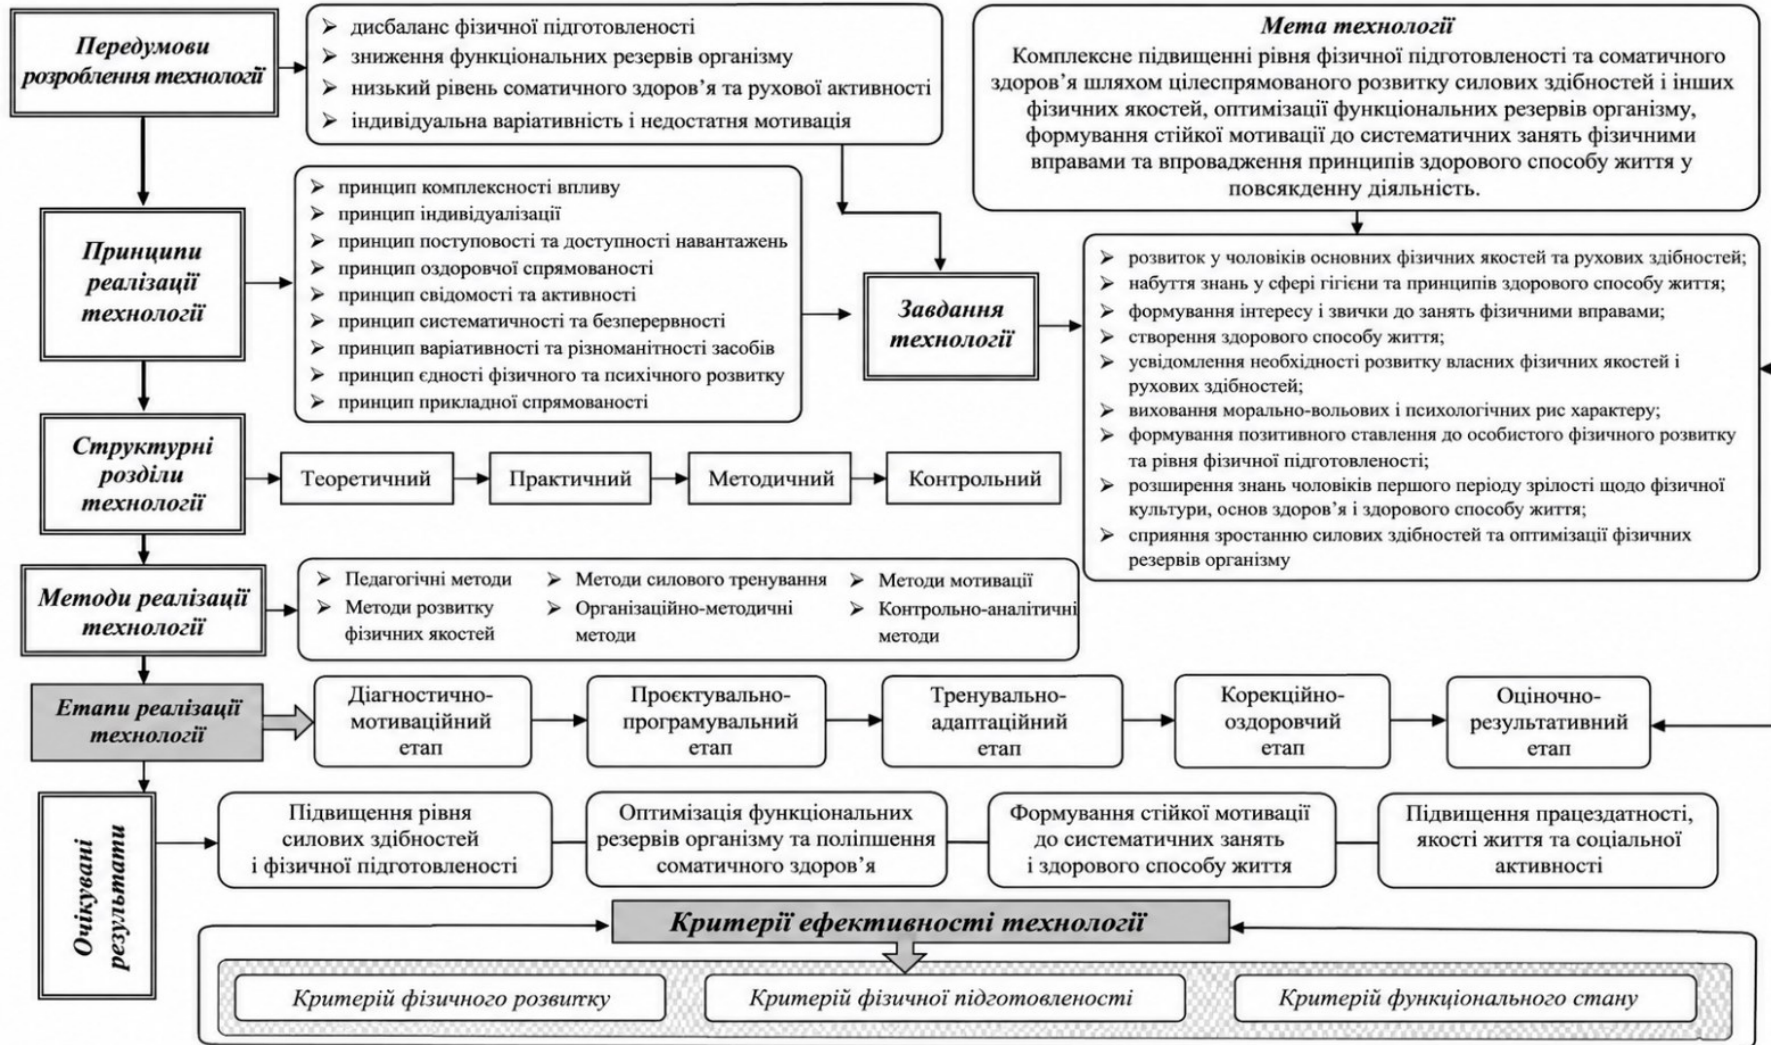 Передумови
розроблення технології
дисбаланс фізичної підготовленості
зниження функціональних резервів організму
низький рівень соматичного здоров’я та рухової активності
індивідуальна варіативність і недостатня мотивація
Мета технології
Комплексне підвищенні рівня фізичної підготовленості та соматичного
здоров’я шляхом цілеспрямованого розвитку силових здібностей і інших
фізичних якостей, оптимізації функціональних резервів організму,
формування стійкої мотивації до систематичних занять фізичними
вправами та впровадження принципів здорового способу життя у
повсякденну діяльність.
Принципи
реалізації
технології
принцип комплексності впливу
принцип індивідуалізації
принцип поступовості та доступності навантажень
принцип оздоровчої спрямованості
принцип свідомості та активності
принцип систематичності та безперервності
принцип варіативності та різноманітності засобів
принцип єдності фізичного та психічного розвитку
принцип прикладної спрямованості
Завдання
технології
розвиток у чоловіків основних фізичних якостей та рухових здібностей;
набуття знань у сфері гігієни та принципів здорового способу життя;
формування інтересу і звички до занять фізичними вправами;
створення здорового способу життя;
усвідомлення необхідності розвитку власних фізичних якостей і
рухових здібностей;
виховання морально-вольових і психологічних рис характеру;
формування позитивного ставлення до особистого фізичного розвитку
та рівня фізичної підготовленості;
розширення знань чоловіків першого періоду зрілості щодо фізичної
культури, основ здоров’я і здорового способу життя;
сприяння зростанню силових здібностей та оптимізації фізичних
резервів організму
Структурні
розділи
технології
Теоретичний
Практичний
Методичний
Контрольний
Методи реалізації
технології
Педагогічні методи
Методи розвитку
фізичних якостей
Методи силового тренування
Організаційно-методичні
методи
Методи мотивації
Контрольно-аналітичні
методи
Етапи реалізації
технології
Діагностично-
мотиваційний
етап
Проєктувально-
програмувальний
етап
Тренувально-
адаптаційний
етап
Корекційно-
оздоровчий
етап
Оціночно-
результативний
етап
Очікувані
результати
Підвищення рівня
силових здібностей
і фізичної підготовленості
Оптимізація функціональних
резервів організму та поліпшення
соматичного здоров’я
Формування стійкої мотивації
до систематичних занять
і здорового способу життя
Підвищення працездатності,
якості життя та соціальної
активності
Критерії ефективності технології
Критерій фізичного розвитку
Критерій фізичної підготовленості
Критерій функціонального стану